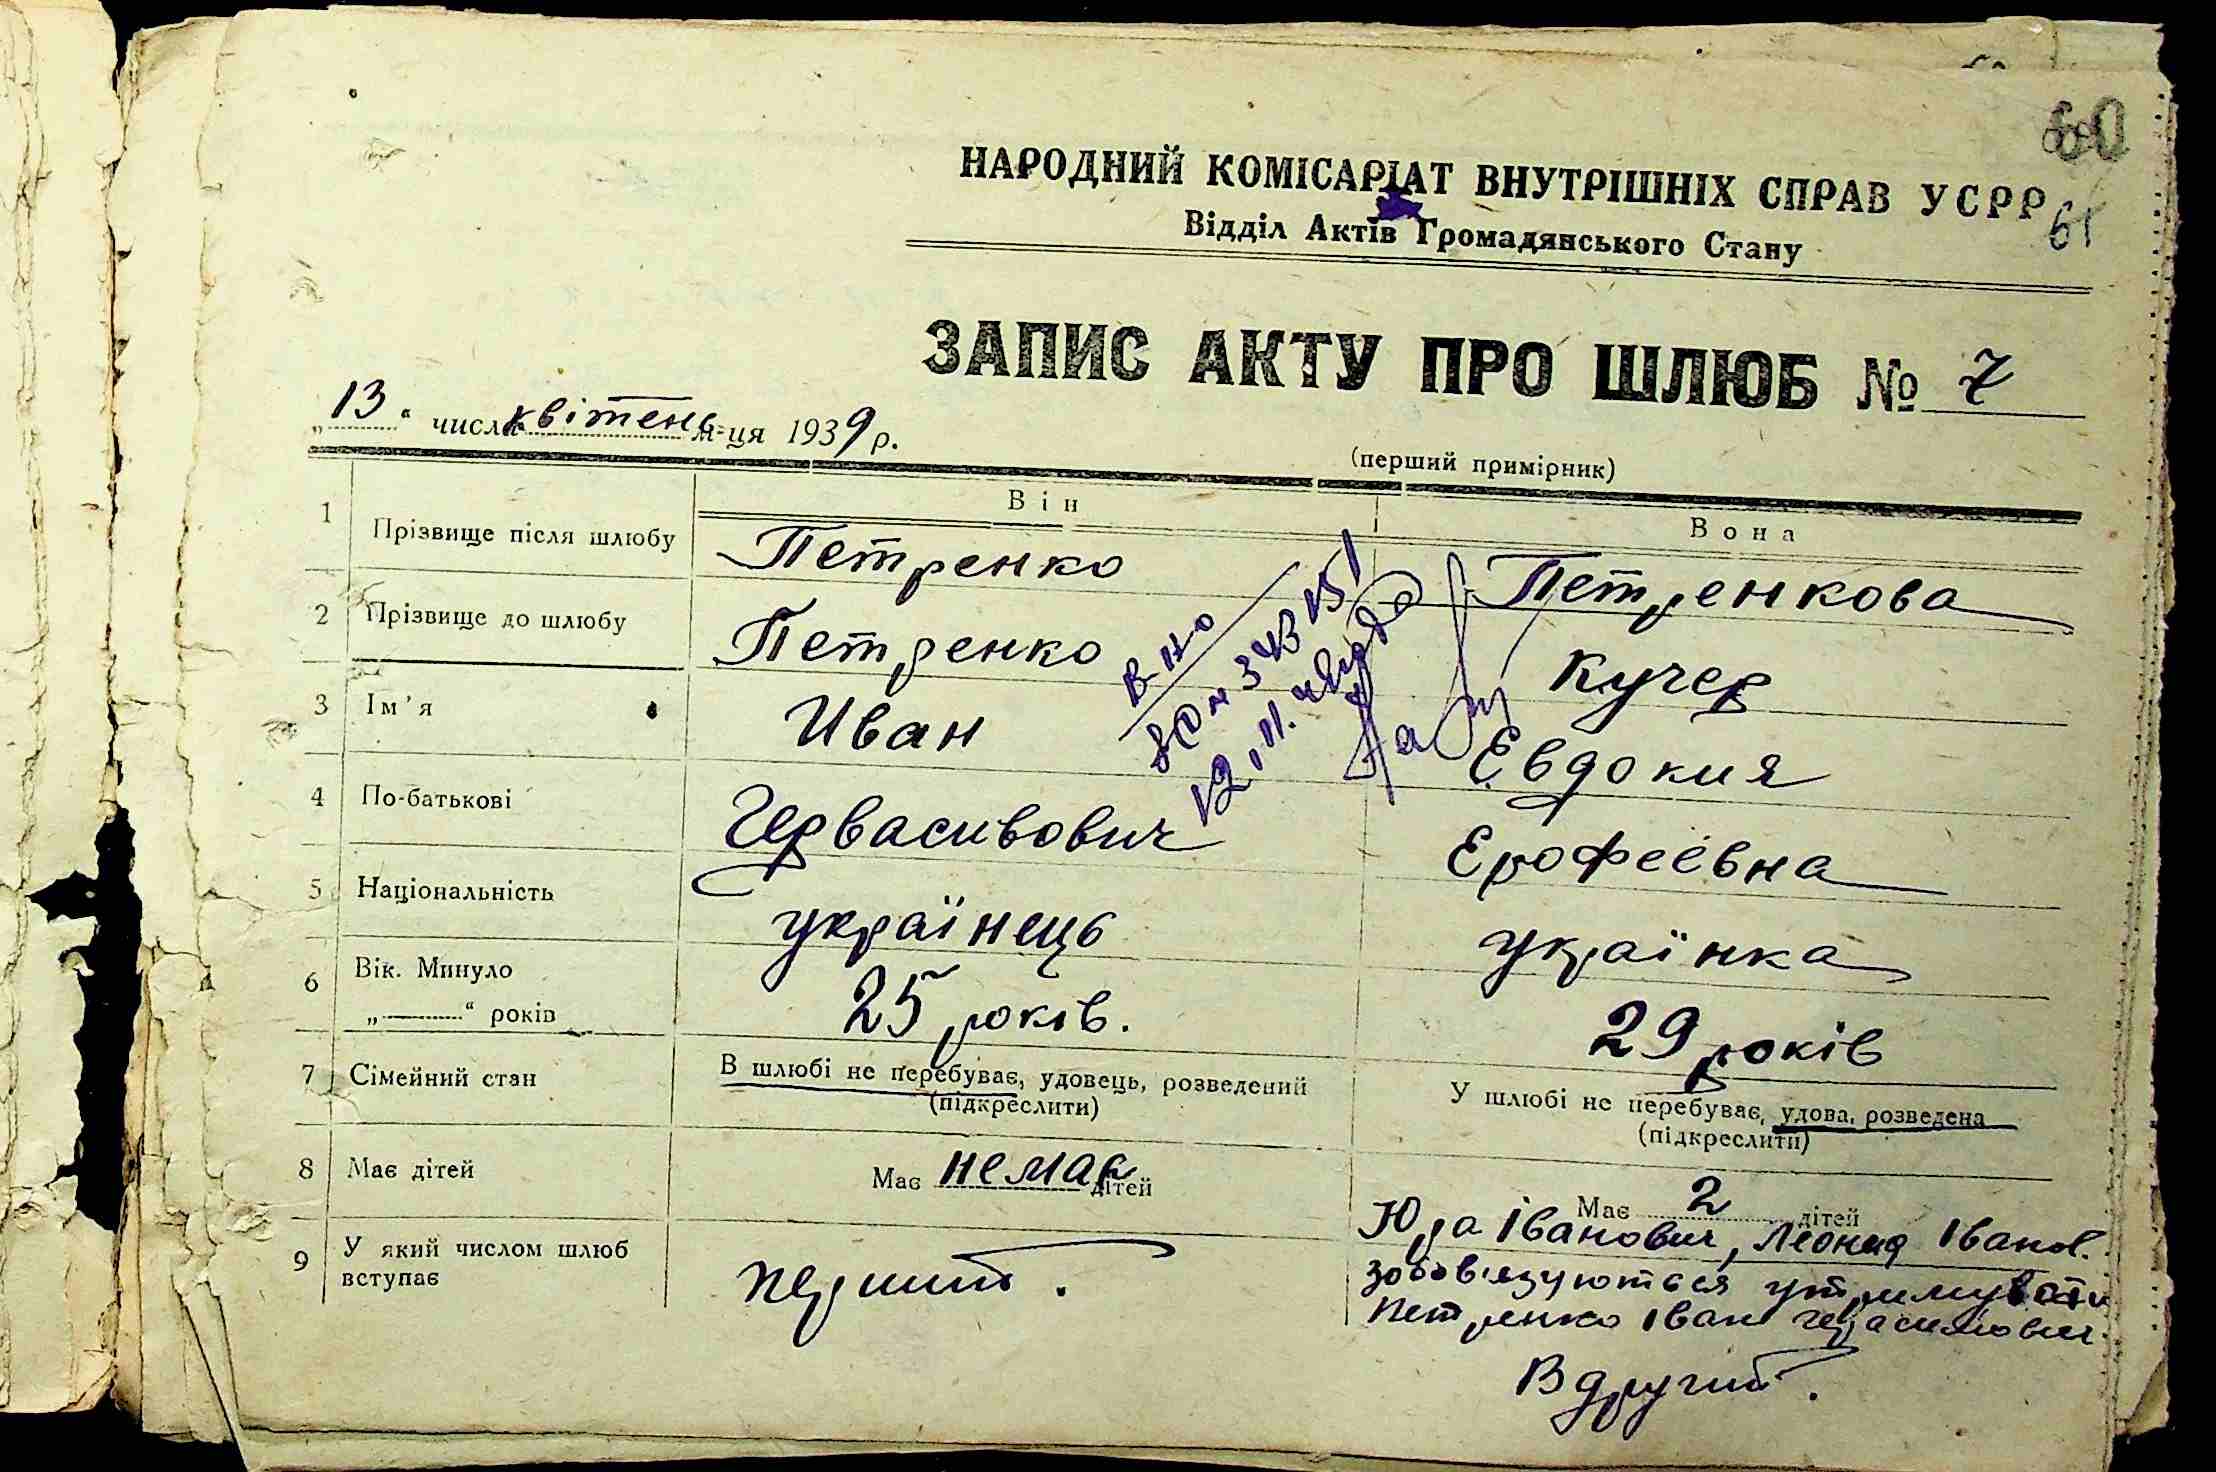 60
НАРОДНИЙ КОМІСАРІАТ ВНУТРІШНІХ СПРАВ УСРР
61
Відділ Актів Громадянського Стану
ЗАПИС АКТУ ПРО ШЛЮБ № 7
„13“ числа квітень м-ця 1939 р.
(перший примірник)
Він Вона
1 Прізвище після шлюбу Петренко Петренкова
2 Прізвище до шлюбу Петренко Кучер
3 Ім'я Иван Евдокия
4 По-батькові Гервасивович Ерофеевна
5 Національність українець українка
6 Вік. Минуло „ “ років 25 років. 29 років
7 Сімейний стан В шлюбі не перебуває, удовець, розведений У шлюбі не перебуває, удова, розведена
(підкреслити) (підкреслити)
8 Має дітей Має немає дітей Має 2 дітей
Юра Іванович, Леонид Іванов.
зобов'язуються утримувати
Петренко Іван Герасимович.
9 У який числом шлюб вступає перший. Вдругий.